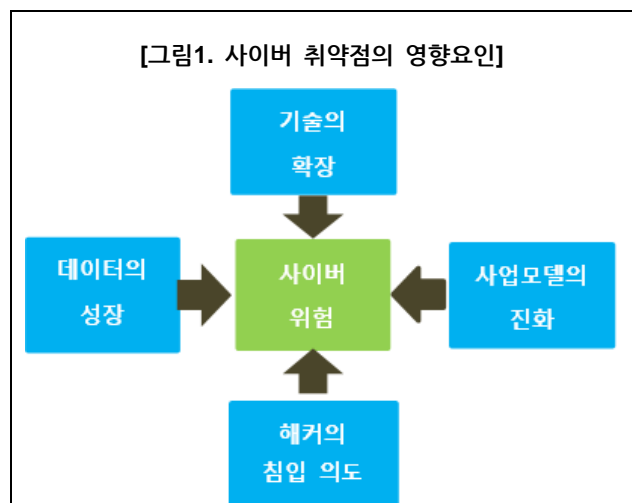 [그림1. 사이버 취약점의 영향요인]
기술의
확장
데이터의
성장
사이버
위험
사업모델의
진화
해커의
침입 의도